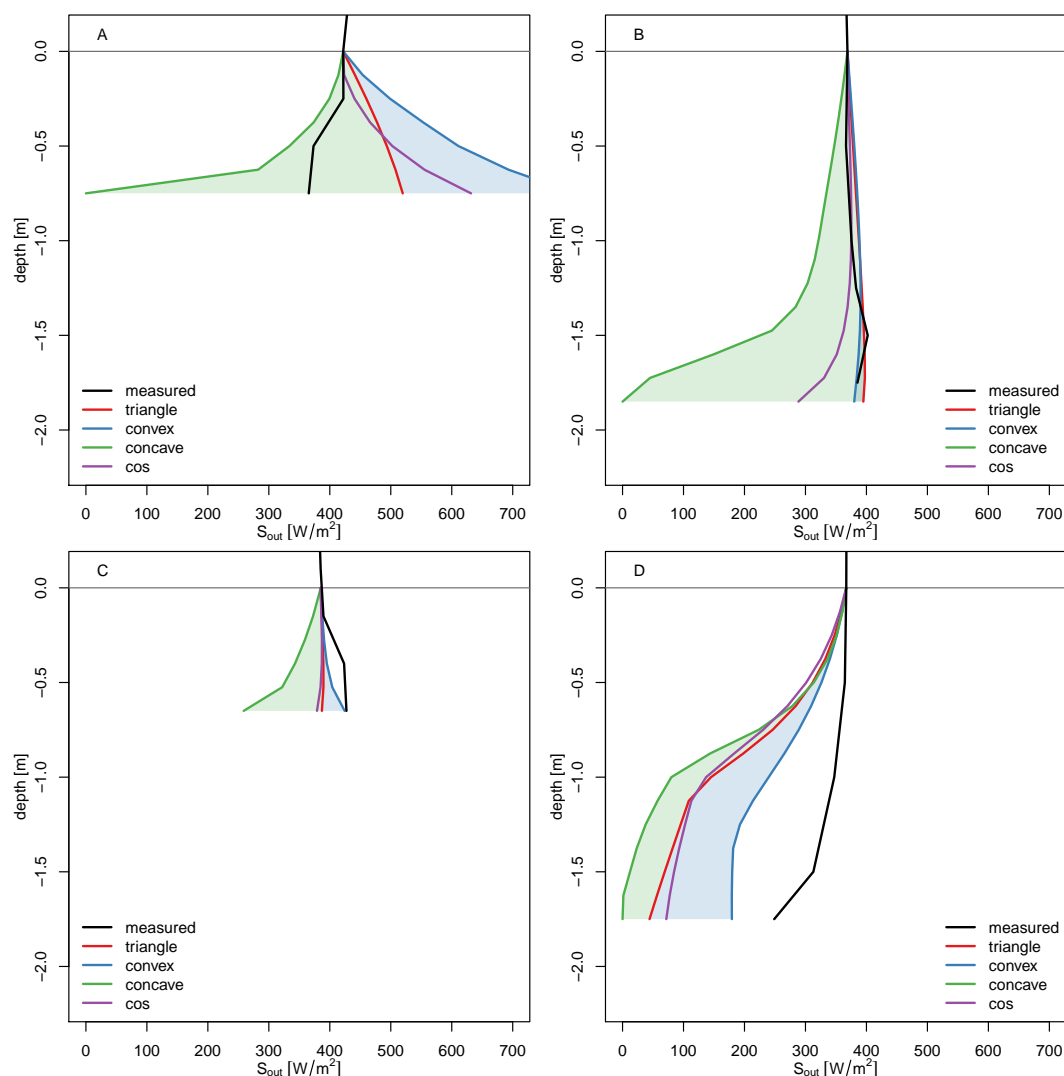 A
depth [m]
0.0
−0.5
−1.0
−1.5
−2.0
measured
triangle
convex
concave
cos
0 100 200 300 400 500 600 700
S_out [W/m²]
B
depth [m]
0.0
−0.5
−1.0
−1.5
−2.0
measured
triangle
convex
concave
cos
0 100 200 300 400 500 600 700
S_out [W/m²]
C
depth [m]
0.0
−0.5
−1.0
−1.5
−2.0
measured
triangle
convex
concave
cos
0 100 200 300 400 500 600 700
S_out [W/m²]
D
depth [m]
0.0
−0.5
−1.0
−1.5
−2.0
measured
triangle
convex
concave
cos
0 100 200 300 400 500 600 700
S_out [W/m²]